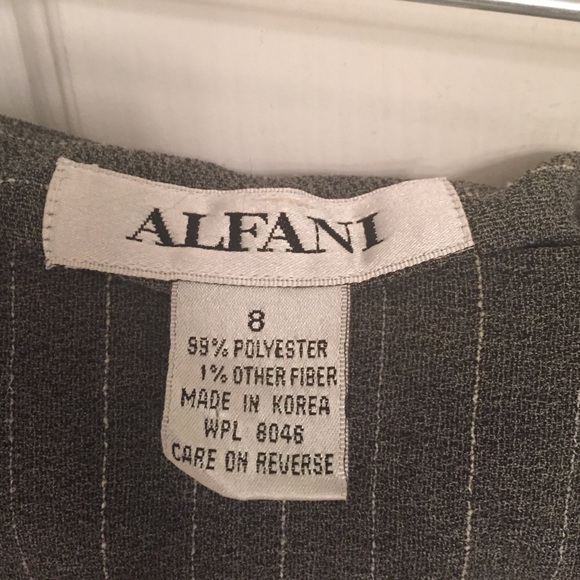 ALFANI
8
99% POLYESTER
1% OTHER FIBER
MADE IN KOREA
WPL 8046
CARE ON REVERSE